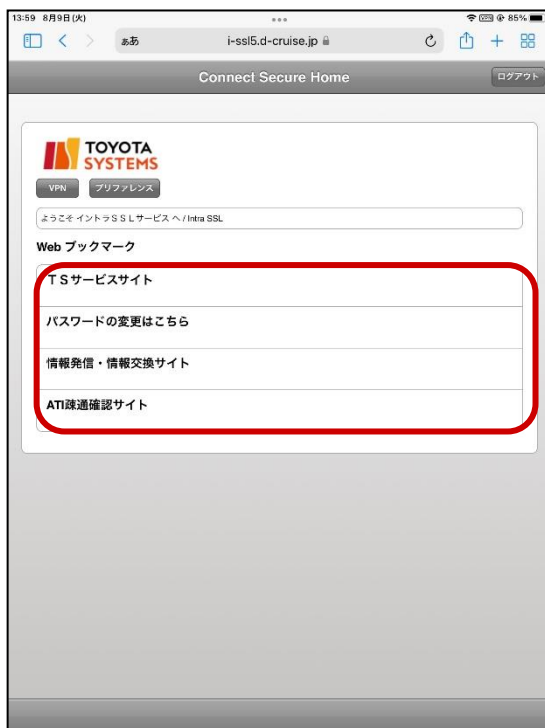 13:59 8月9日(火)
85%
ぁあ
i-ssl5.d-cruise.jp
Connect Secure Home
ログアウト
TOYOTA
SYSTEMS
VPN
プリファレンス
ようこそ イントラＳＳＬサービス へ / Intra SSL
Web ブックマーク
ＴＳサービスサイト
パスワードの変更はこちら
情報発信・情報交換サイト
ATI疎通確認サイト